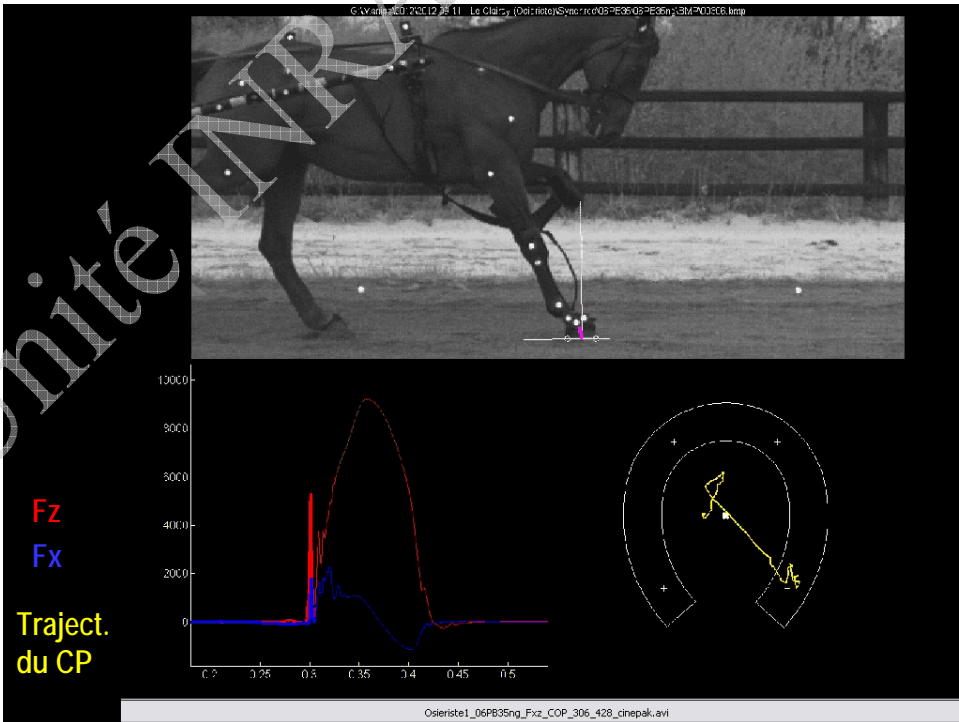 onité INRA
10000
8000
6000
4000
2000
0
0.2 0.25 0.3 0.35 0.4 0.45 0.5
Fz
Fx
Traject.
du CP
Osieriste1_06PB35ng_Fxz_COP_306_428_cinepak.avi